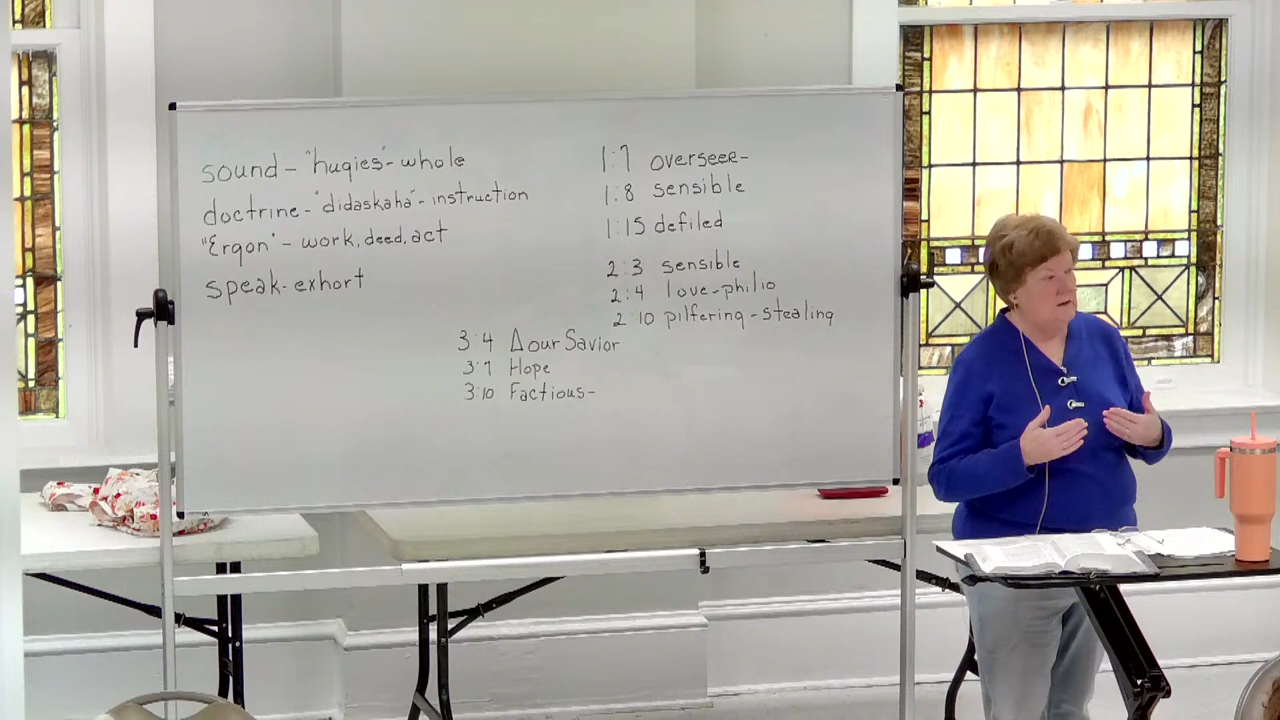 sound - "hugies" - whole
doctrine - "didaskaha" - instruction
"Ergon" - work, deed, act
speak - exhort
1:7 overseer-
1:8 sensible
1:15 defiled
2:3 sensible
2:4 love-philio
2:10 pilfering - stealing
3:4 Δ our Savior
3:7 Hope
3:10 Factious-